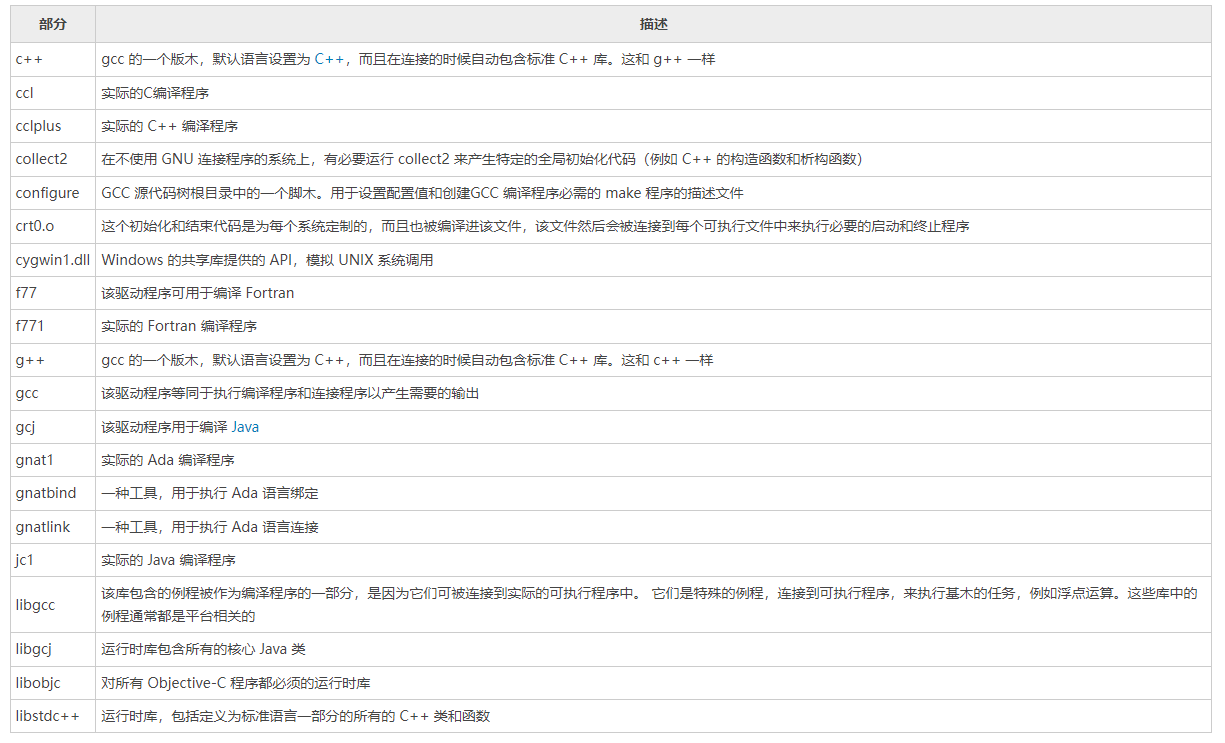 部分 描述
c++ gcc 的一个版木，默认语言设置为 C++，而且在连接的时候自动包含标准 C++ 库。这和 g++ 一样
ccl 实际的C编译程序
cclplus 实际的 C++ 编泽程序
collect2 在不使用 GNU 连接程序的系统上，有必要运行 collect2 来产生特定的全局初始化代码（例如 C++ 的构造函数和析构函数）
configure GCC 源代码树根目录中的一个脚木。用于设置配置值和创建GCC 编译程序必需的 make 程序的描述文件
crt0.o 这个初始化和结束代码是为每个系统定制的，而且也被编译进该文件，该文件然后会被连接到每个可执行文件中来执行必要的启动和终止程序
cygwin1.dll Windows 的共享库提供的 API，模拟 UNIX 系统调用
f77 该驱动程序可用于编译 Fortran
f771 实际的 Fortran 编译程序
g++ gcc 的一个版木，默认语言设置为 C++，而且在连接的时候自动包含标准 C++ 库。这和 c++ 一样
gcc 该驱动程序等同于执行编译程序和连接程序以产生需要的输出
gcj 该驱动程序用于编译 Java
gnat1 实际的 Ada 编译程序
gnatbind 一种工具，用于执行 Ada 语言绑定
gnatlink 一种工具，用于执行 Ada 语言连接
jc1 实际的 Java 编译程序
libgcc 该库包含的例程被作为编译程序的一部分，是因为它们可被连接到实际的可执行程序中。 它们是特殊的例程，连接到可执行程序，来执行基木的任务，例如浮点运算。这些库中的
例程通常都是平台相关的
libgcj 运行时库包含所有的核心 Java 类
libobjc 对所有 Objective-C 程序都必须的运行时库
libstdc++ 运行时库，包括定义为标准语言一部分的所有的 C++ 类和函数